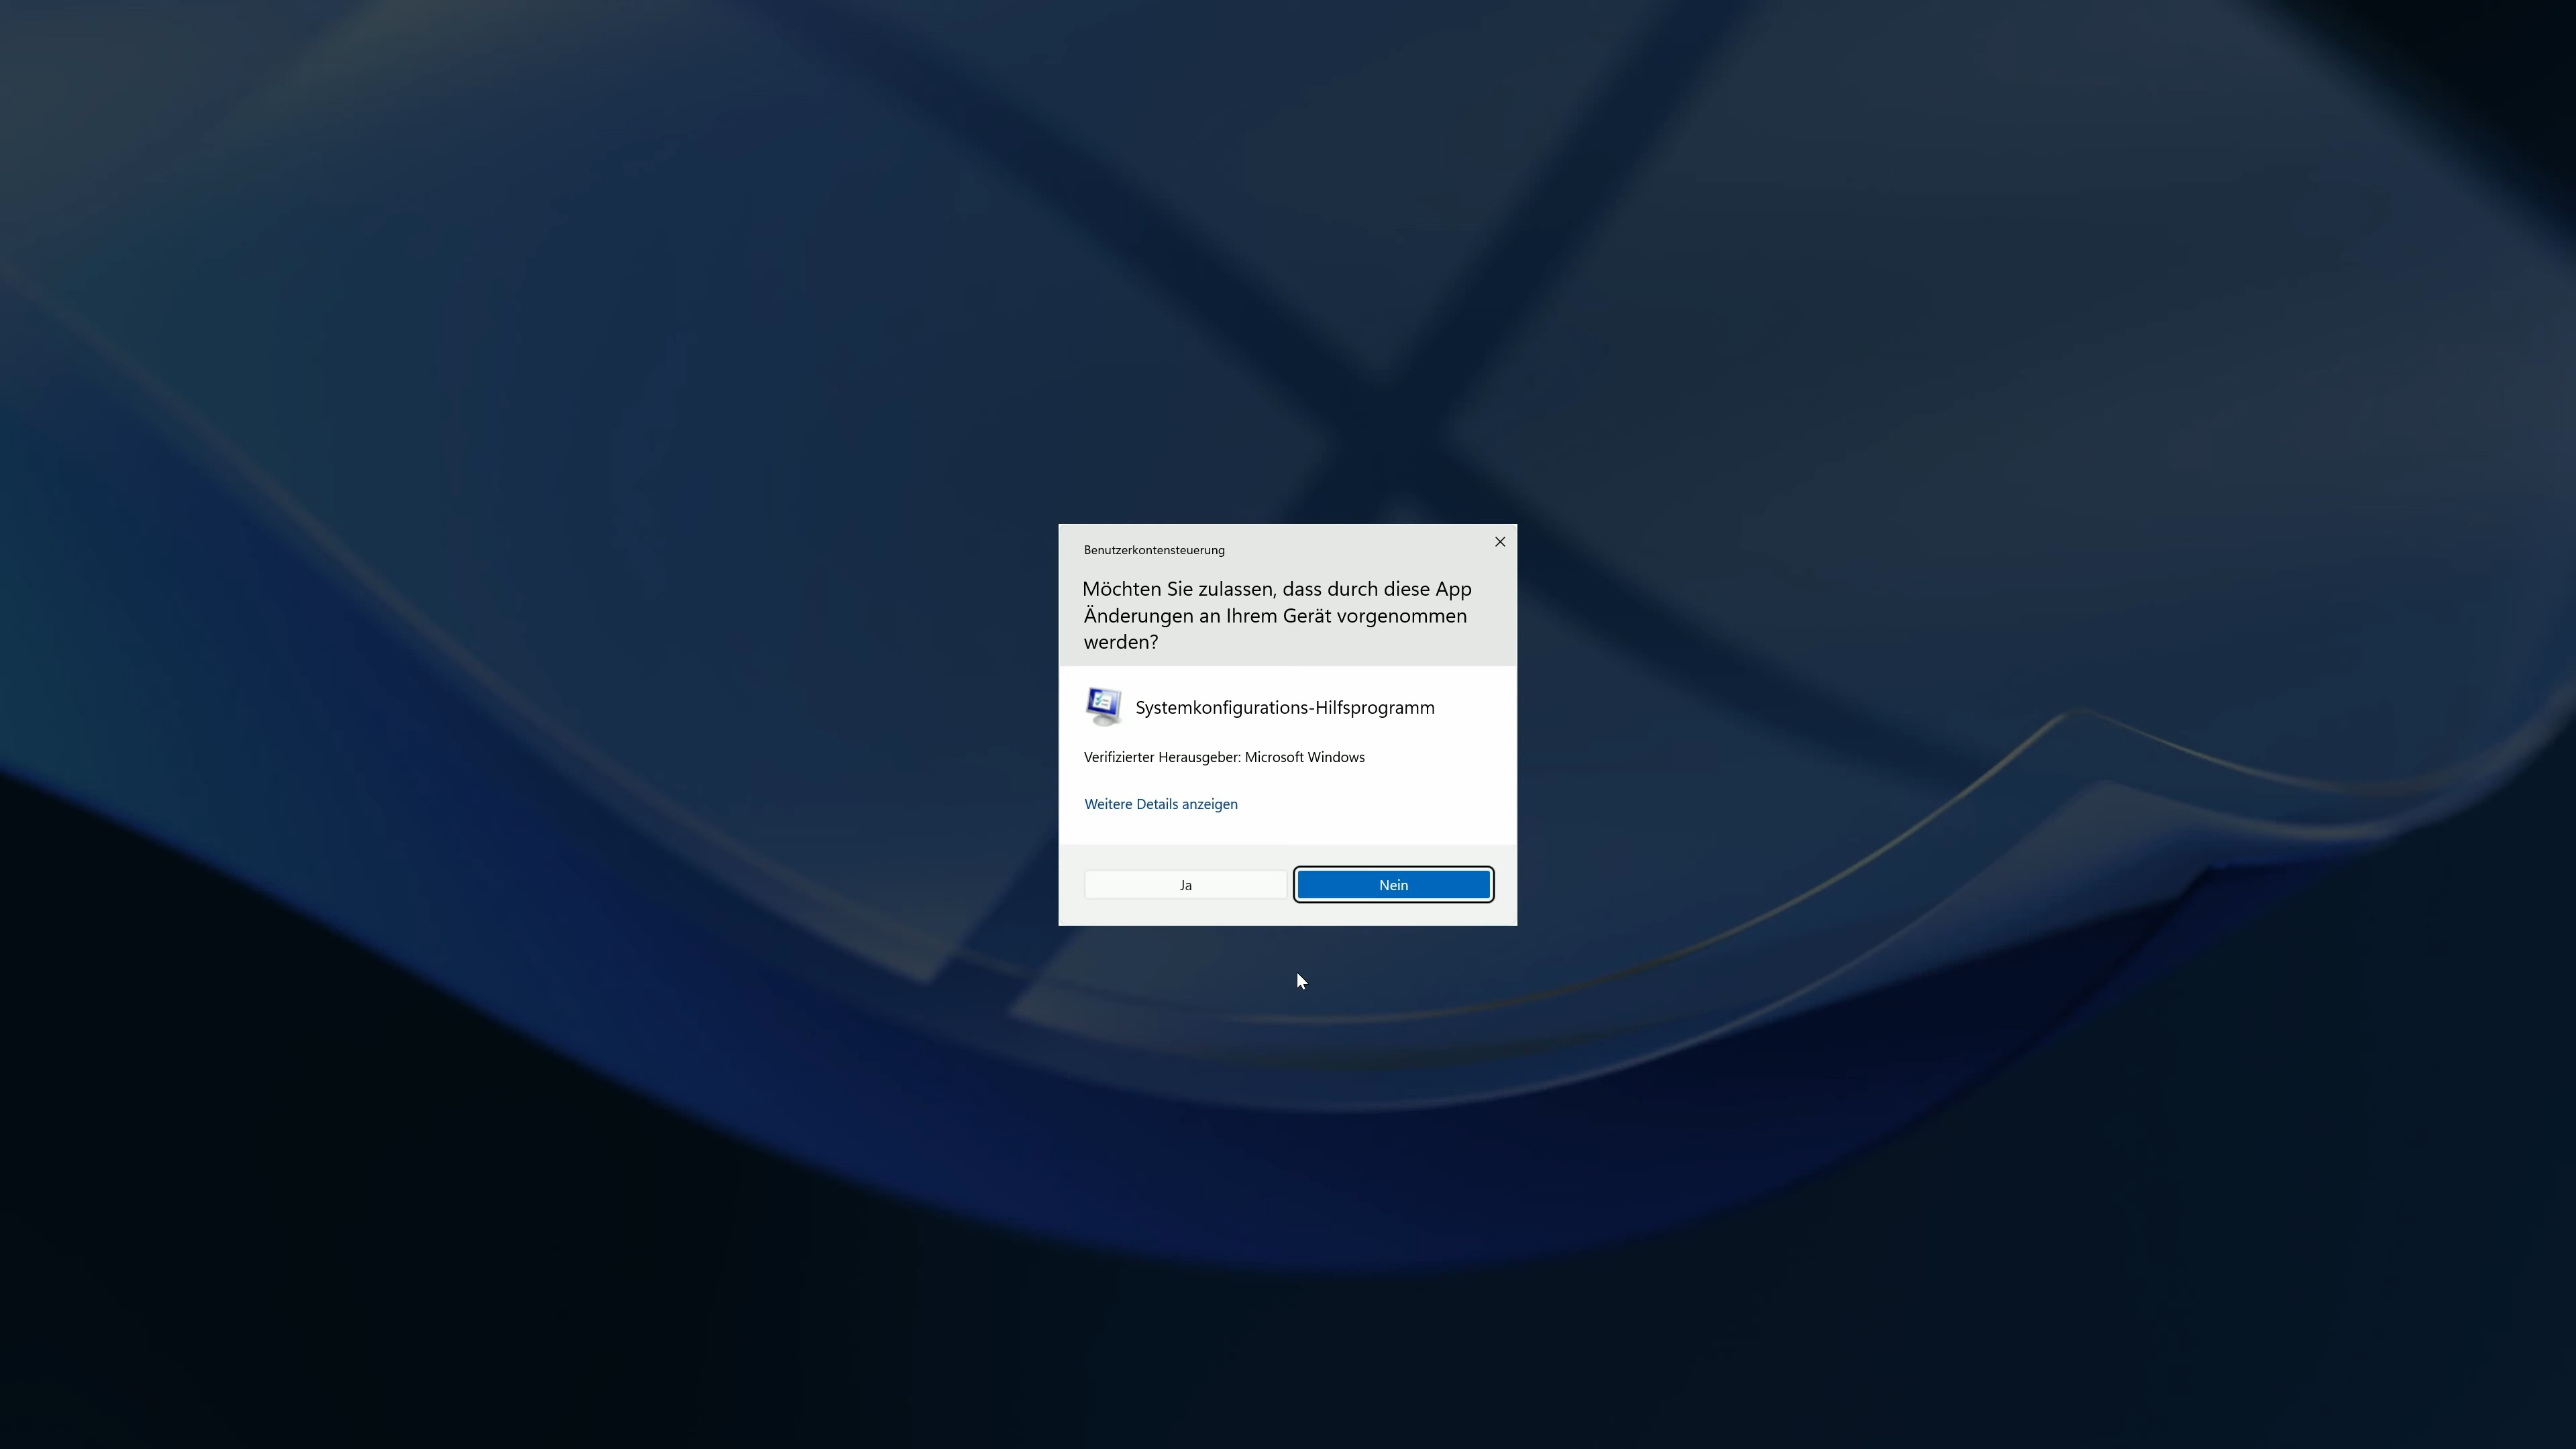 Benutzerkontensteuerung
Möchten Sie zulassen, dass durch diese App
Änderungen an Ihrem Gerät vorgenommen
werden?
Systemkonfigurations-Hilfsprogramm
Verifizierter Herausgeber: Microsoft Windows
Weitere Details anzeigen
Ja
Nein